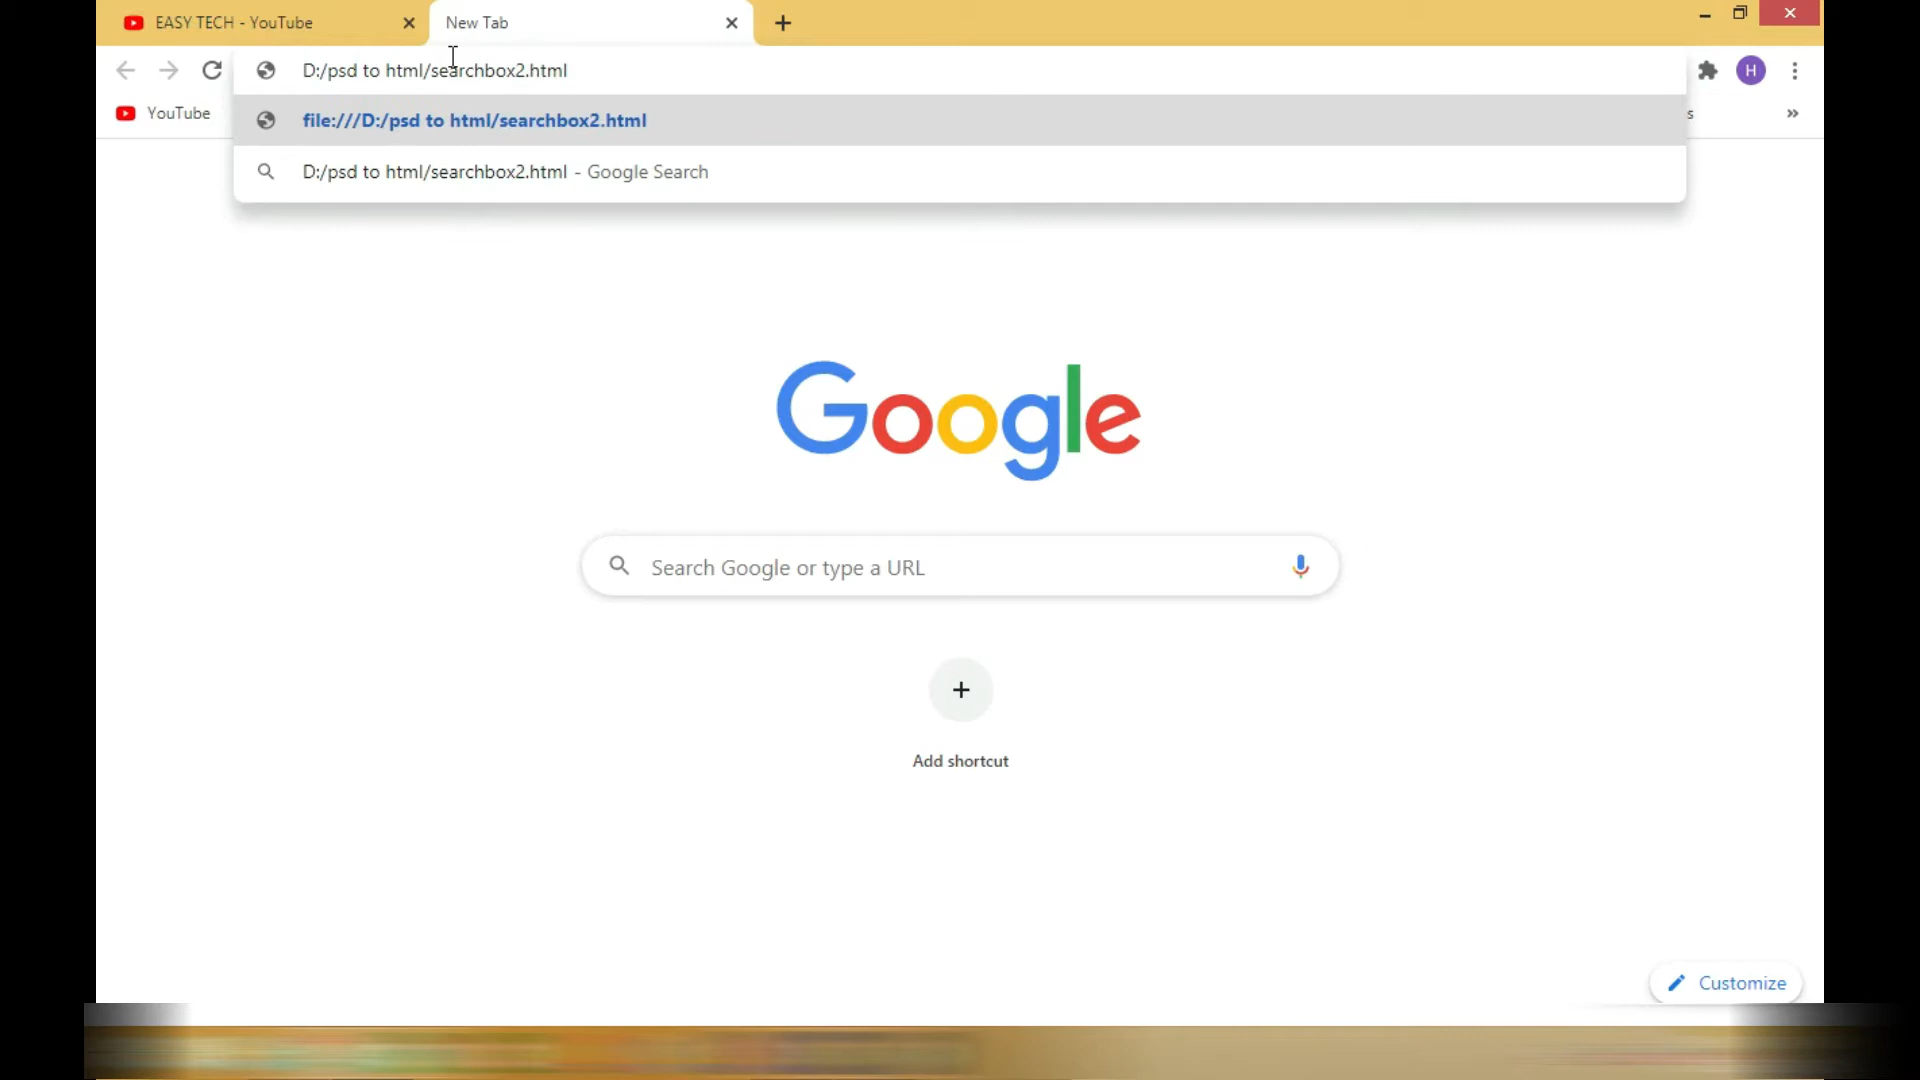 EASY TECH - YouTube
New Tab
D:/psd to html/searchbox2.html
H
YouTube
file:///D:/psd to html/searchbox2.html
s
D:/psd to html/searchbox2.html - Google Search
Google
Search Google or type a URL
Add shortcut
Customize